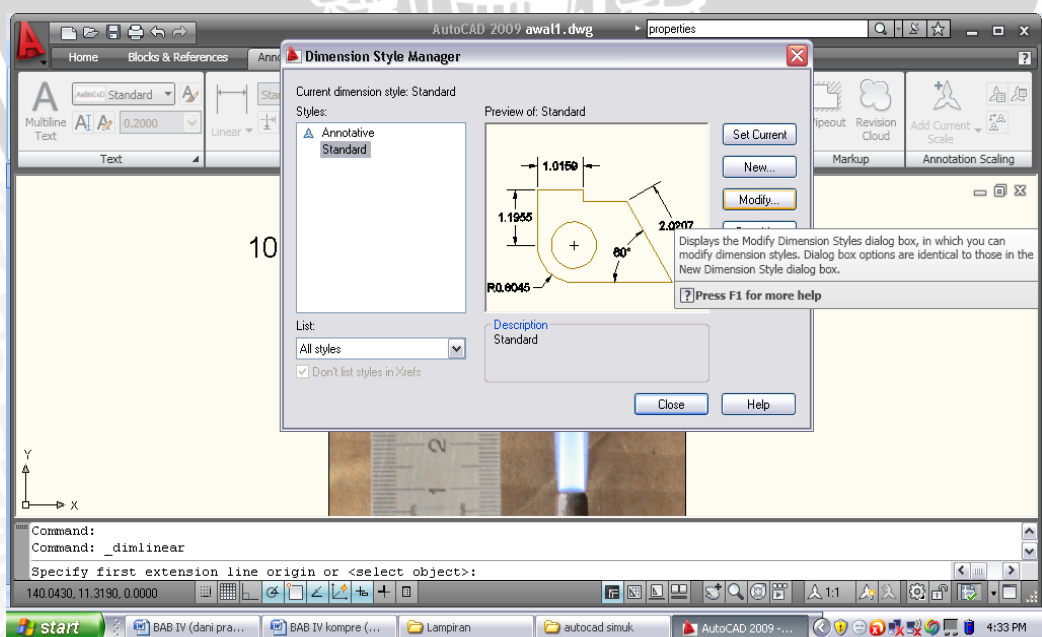 AutoCAD 2009 awal1.dwg
properties
Home
Blocks & References
Dimension Style Manager
Standard
0.2000
Multiline
Text
Linear
Text
Wipeout
Revision
Cloud
Add Current
Scale
Markup
Annotation Scaling
Current dimension style: Standard
Styles:
Preview of: Standard
Annotative
Standard
1.0159
1.1955
2.0207
60°
R0.8045
Set Current
New...
Modify...
Displays the Modify Dimension Styles dialog box, in which you can
modify dimension styles. Dialog box options are identical to those in the
New Dimension Style dialog box.
Press F1 for more help
List:
All styles
Don't list styles in Xrefs
Description
Standard
Close
Help
10
2
1
Y
X
Command:
Command: _dimlinear
Specify first extension line origin or <select object>:
140.0430, 11.3190, 0.0000
1:1
start
BAB IV (dani pra...
BAB IV kompre (...
Lampiran
autocad simuk
AutoCAD 2009 -...
4:33 PM